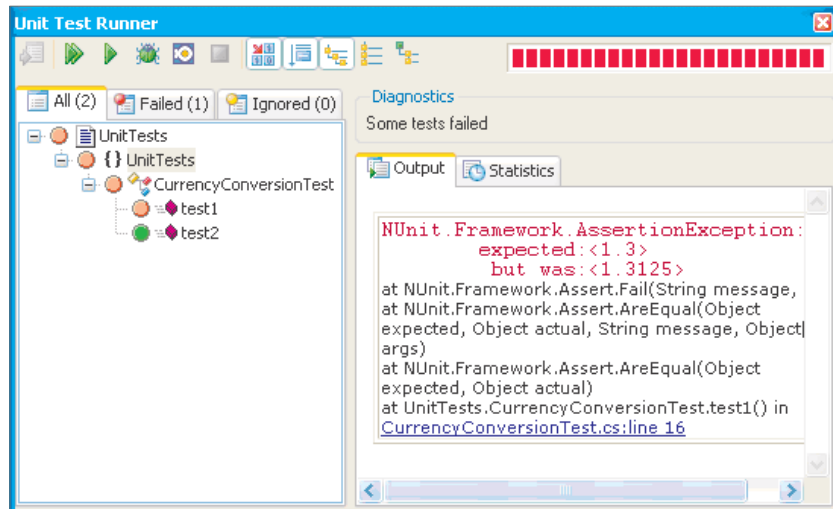 Unit Test Runner
All (2)
Failed (1)
Ignored (0)
UnitTests
{} UnitTests
CurrencyConversionTest
test1
test2
Diagnostics
Some tests failed
Output
Statistics
NUnit.Framework.AssertionException:
expected:<1.3>
but was:<1.3125>
at NUnit.Framework.Assert.Fail(String message,
at NUnit.Framework.Assert.AreEqual(Object
expected, Object actual, String message, Object
args)
at NUnit.Framework.Assert.AreEqual(Object
expected, Object actual)
at UnitTests.CurrencyConversionTest.test1() in
CurrencyConversionTest.cs:line 16